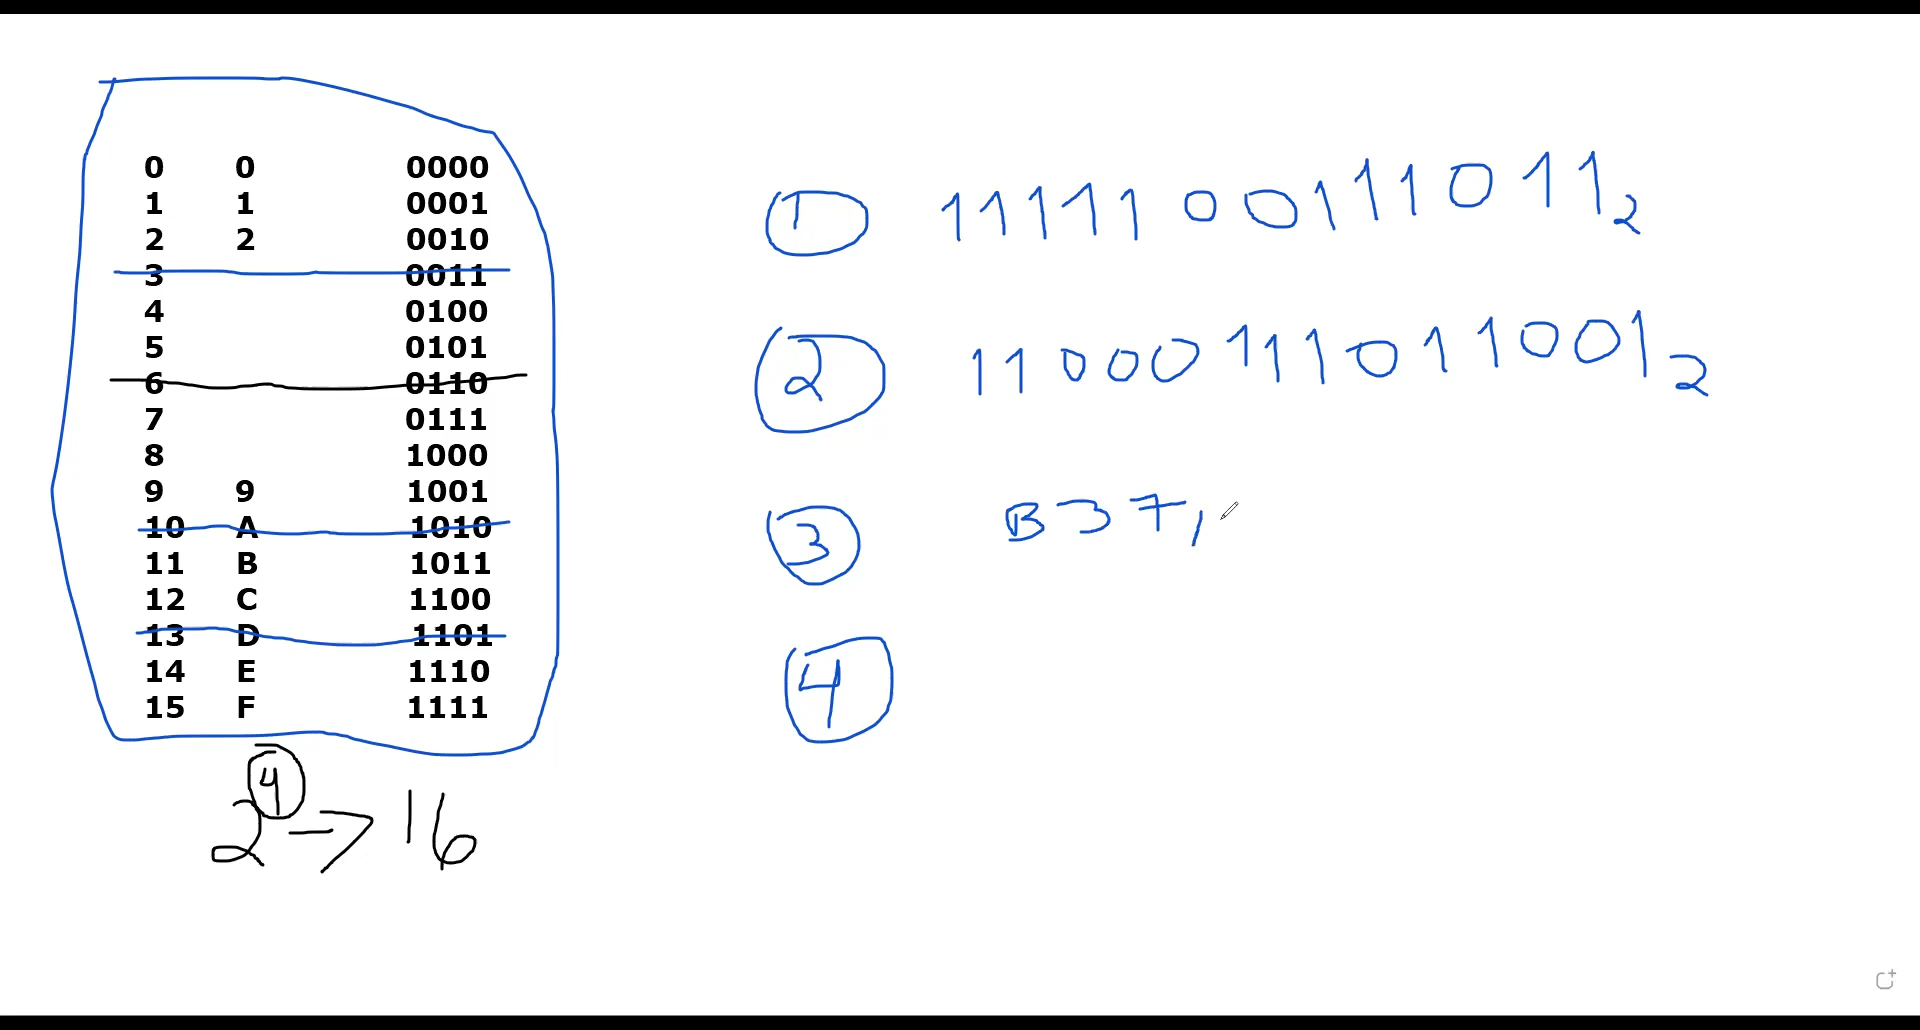 0 0 0000
1 1 0001
2 2 0010
3 0011
4 0100
5 0101
6 0110
7 0111
8 1000
9 9 1001
10 A 1010
11 B 1011
12 C 1100
13 D 1101
14 E 1110
15 F 1111
2⁴ → 16
1 1111100111011₂
2 11000111011001₂
3 B37,
4